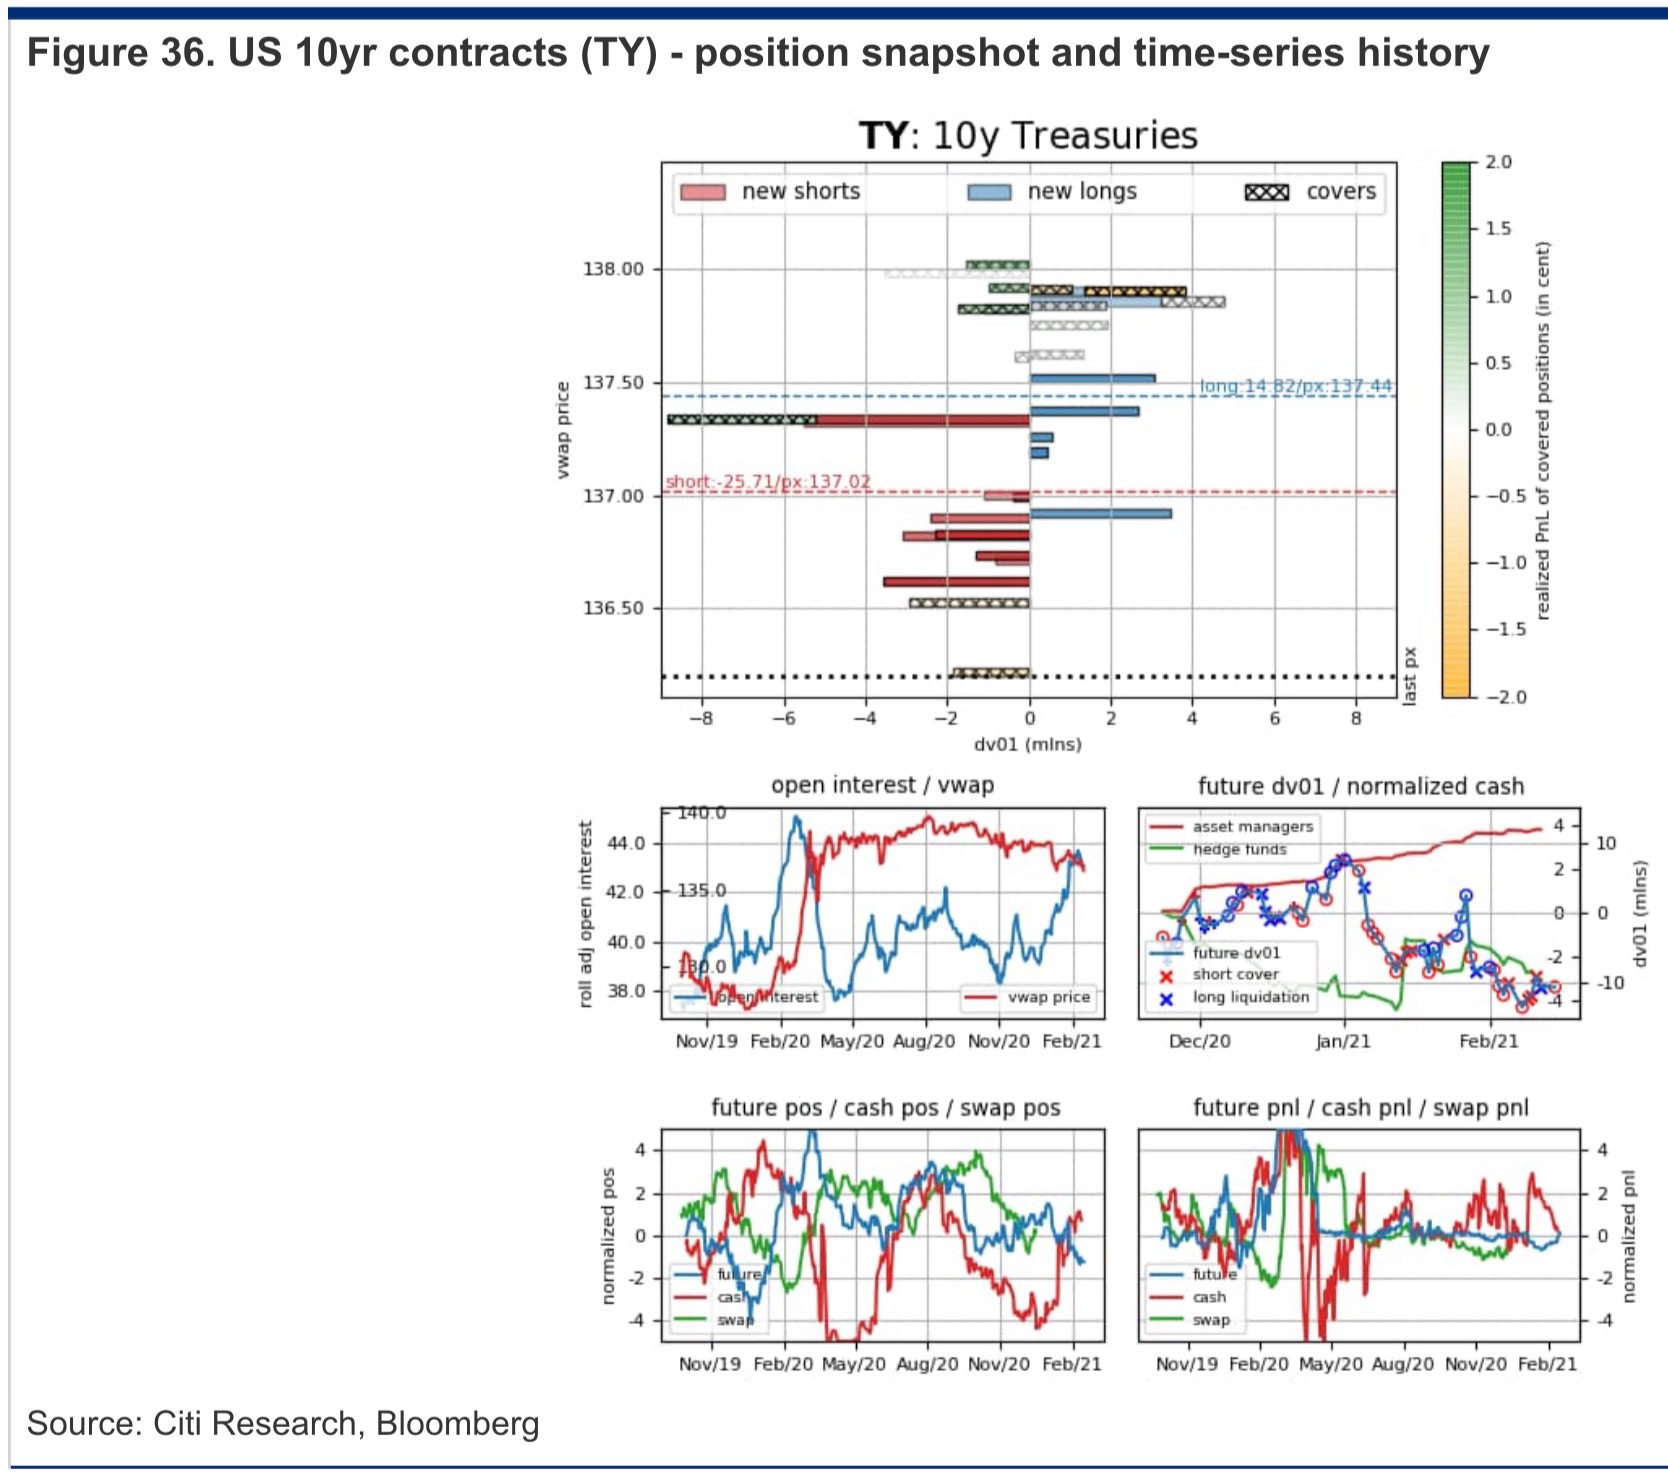 Figure 36. US 10yr contracts (TY) - position snapshot and time-series history
TY: 10y Treasuries
new shorts new longs covers
138.00
137.50
137.00
136.50
vwap price
long:14.82/px:137.44
short:-25.71/px:137.02
last px
−8 −6 −4 −2 0 2 4 6 8
dv01 (mlns)
2.0
1.5
1.0
0.5
0.0
−0.5
−1.0
−1.5
−2.0
realized PnL of covered positions (in cent)
open interest / vwap
roll adj open interest
44.0
42.0
40.0
38.0
140.0
135.0
130.0
open interest vwap price
Nov/19 Feb/20 May/20 Aug/20 Nov/20 Feb/21
future dv01 / normalized cash
asset managers
hedge funds
future dv01
short cover
long liquidation
4
2
0
-2
-4
10
0
-10
dv01 (mlns)
Dec/20 Jan/21 Feb/21
future pos / cash pos / swap pos
normalized pos
4
2
0
-2
-4
future
cash
swap
Nov/19 Feb/20 May/20 Aug/20 Nov/20 Feb/21
future pnl / cash pnl / swap pnl
future
cash
swap
4
2
0
-2
-4
normalized pnl
Nov/19 Feb/20 May/20 Aug/20 Nov/20 Feb/21
Source: Citi Research, Bloomberg